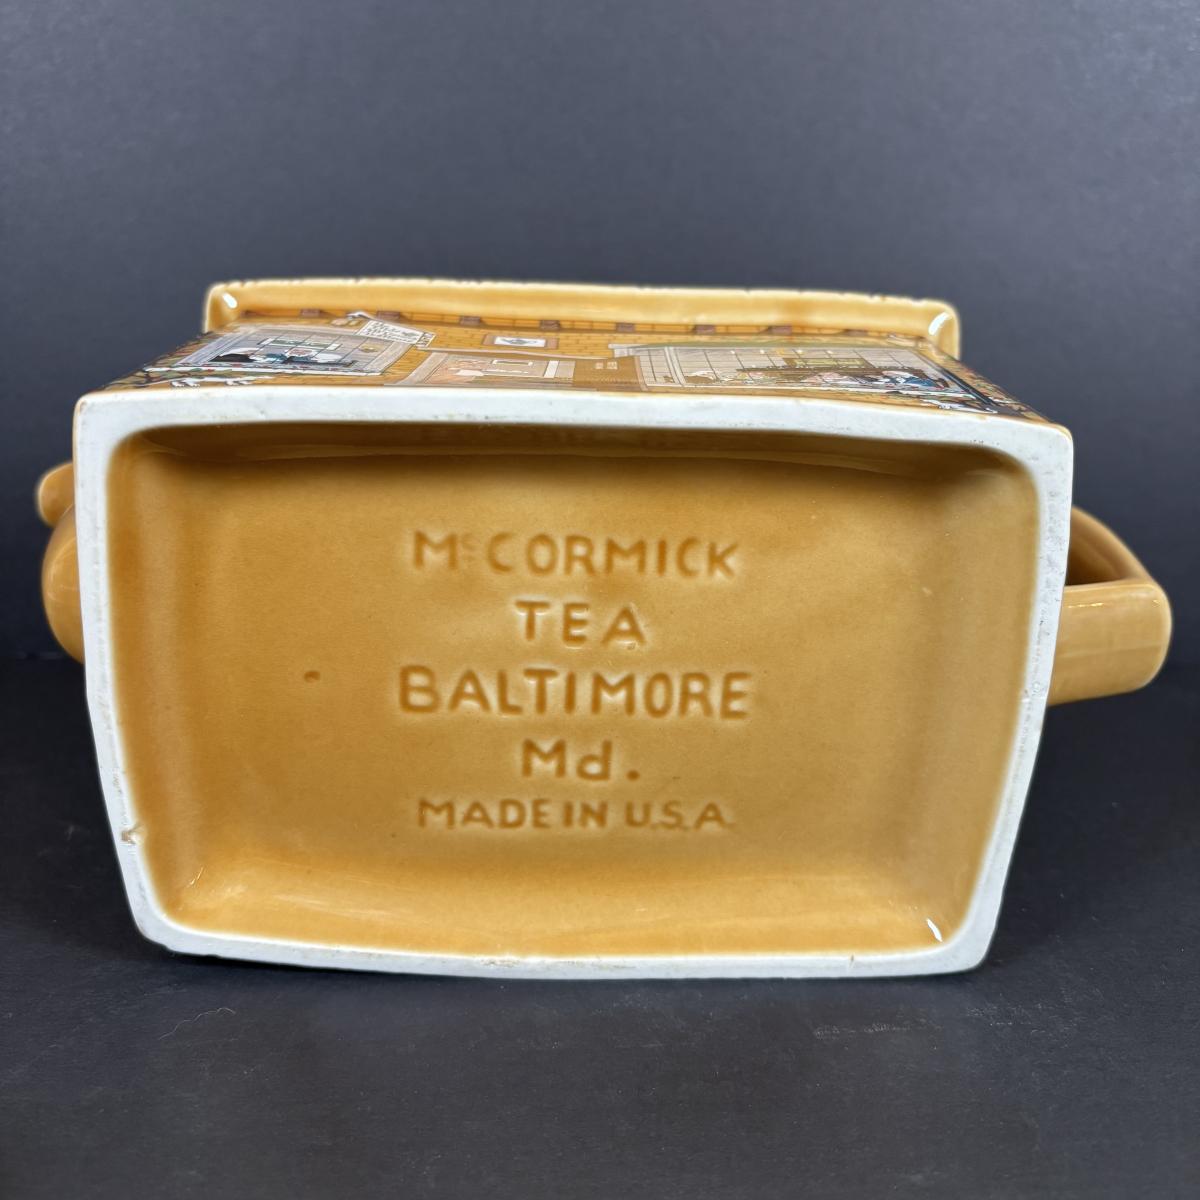 McCORMICK
TEA
BALTIMORE
Md.
MADE IN U.S.A.